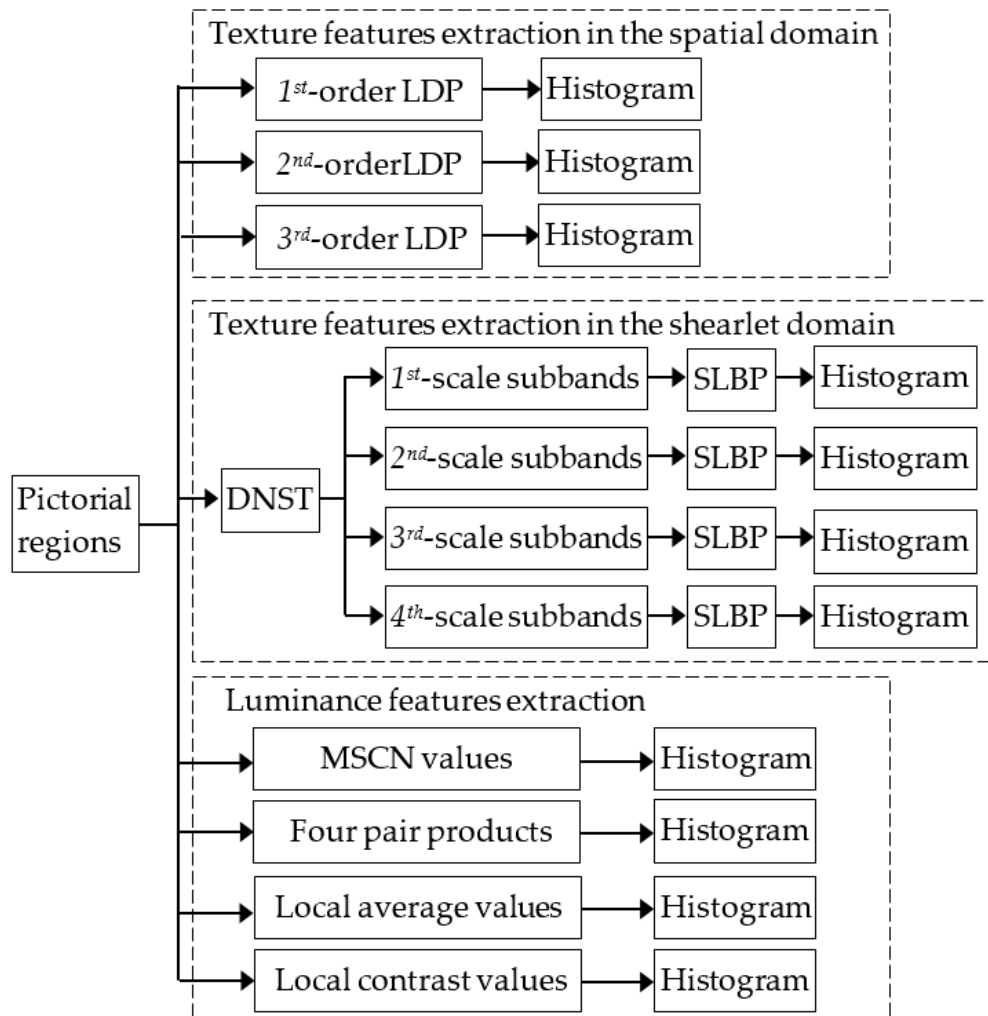 Texture features extraction in the spatial domain
1st-order LDP
Histogram
2nd-orderLDP
Histogram
3rd-order LDP
Histogram
Texture features extraction in the shearlet domain
1st-scale subbands
SLBP
Histogram
2nd-scale subbands
SLBP
Histogram
Pictorial
regions
DNST
3rd-scale subbands
SLBP
Histogram
4th-scale subbands
SLBP
Histogram
Luminance features extraction
MSCN values
Histogram
Four pair products
Histogram
Local average values
Histogram
Local contrast values
Histogram